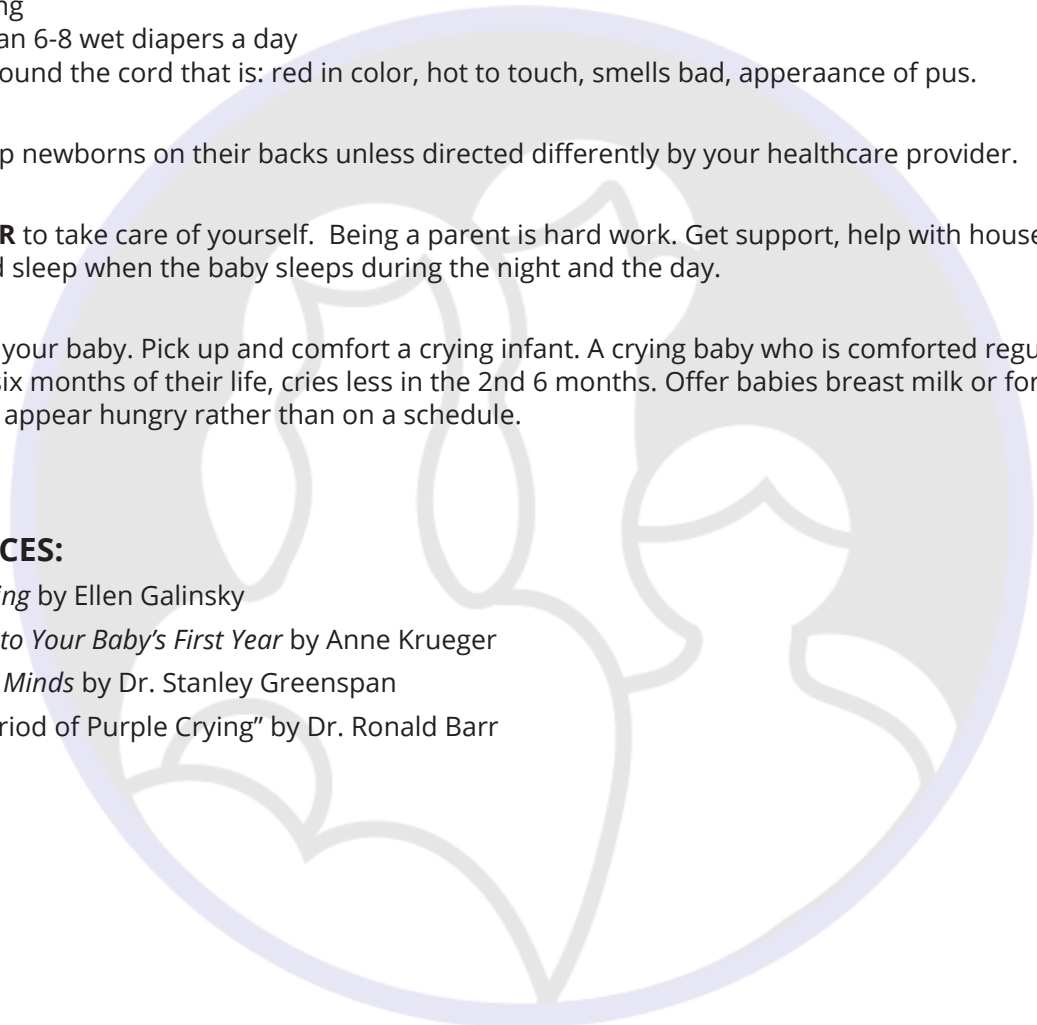 ng
an 6-8 wet diapers a day
ound the cord that is: red in color, hot to touch, smells bad, apperaance of pus.
p newborns on their backs unless directed differently by your healthcare provider.
R to take care of yourself.  Being a parent is hard work. Get support, help with house
d sleep when the baby sleeps during the night and the day.
your baby. Pick up and comfort a crying infant. A crying baby who is comforted regu
six months of their life, cries less in the 2nd 6 months. Offer babies breast milk or for
appear hungry rather than on a schedule.
CES:
ing by Ellen Galinsky
to Your Baby’s First Year by Anne Krueger
Minds by Dr. Stanley Greenspan
riod of Purple Crying” by Dr. Ronald Barr